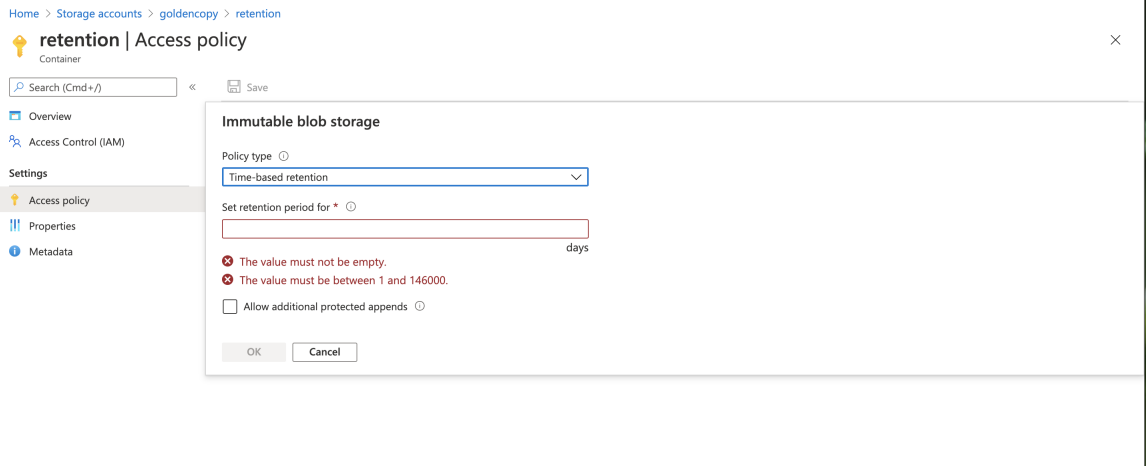 Home > Storage accounts > goldencopy > retention
retention | Access policy
Container
Search (Cmd+/)
«
Save
Overview
Access Control (IAM)
Settings
Access policy
Properties
Metadata
Immutable blob storage
Policy type
Time-based retention
Set retention period for *
days
The value must not be empty.
The value must be between 1 and 146000.
Allow additional protected appends
OK
Cancel